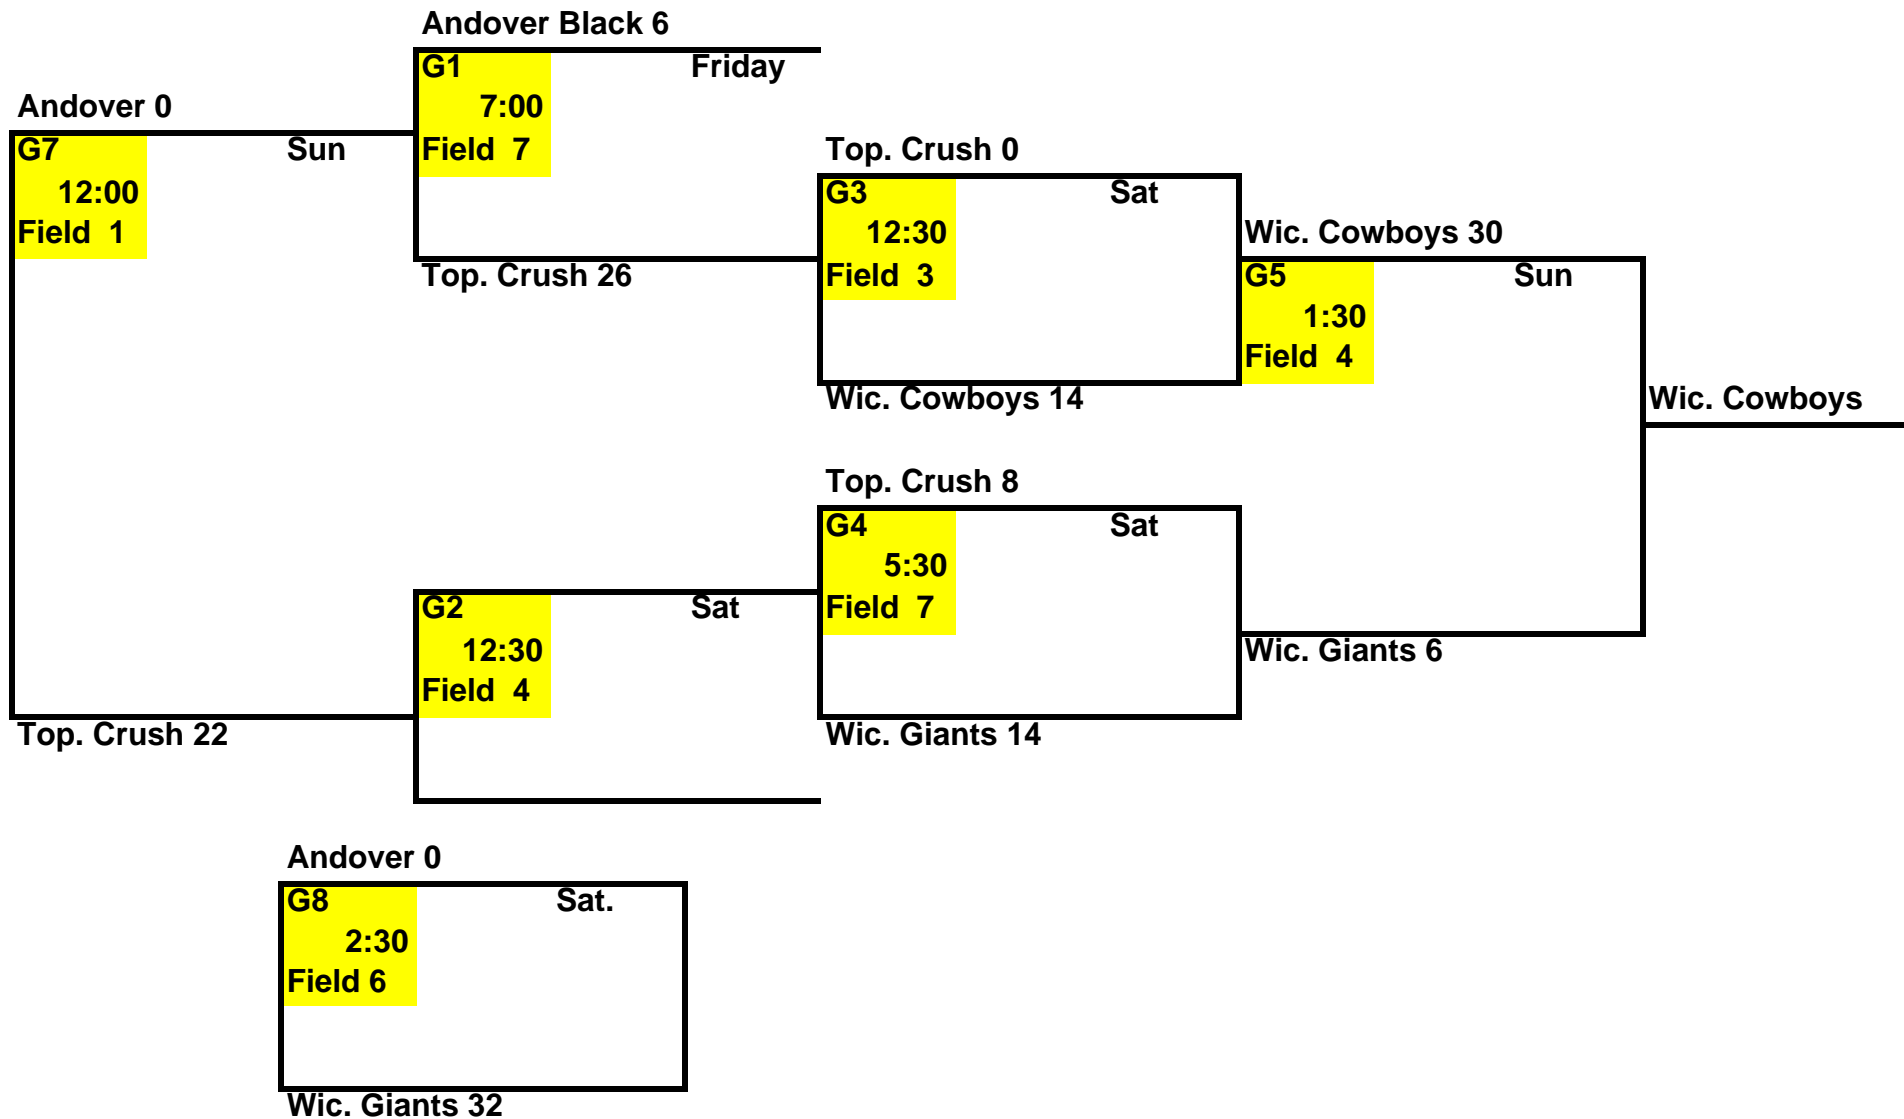 Andover Black 6
G1 Friday
Andover 0 7:00
G7 Sun Field 7 Top. Crush 0
12:00 G3 Sat
Field 1 12:30 Wic. Cowboys 30
Top. Crush 26 Field 3 G5 Sun
1:30
Field 4
Wic. Cowboys 14 Wic. Cowboys
Top. Crush 8
G4 Sat
5:30
G2 Sat Field 7
12:30 Wic. Giants 6
Field 4
Top. Crush 22 Wic. Giants 14
Andover 0
G8 Sat.
2:30
Field 6
Wic. Giants 32